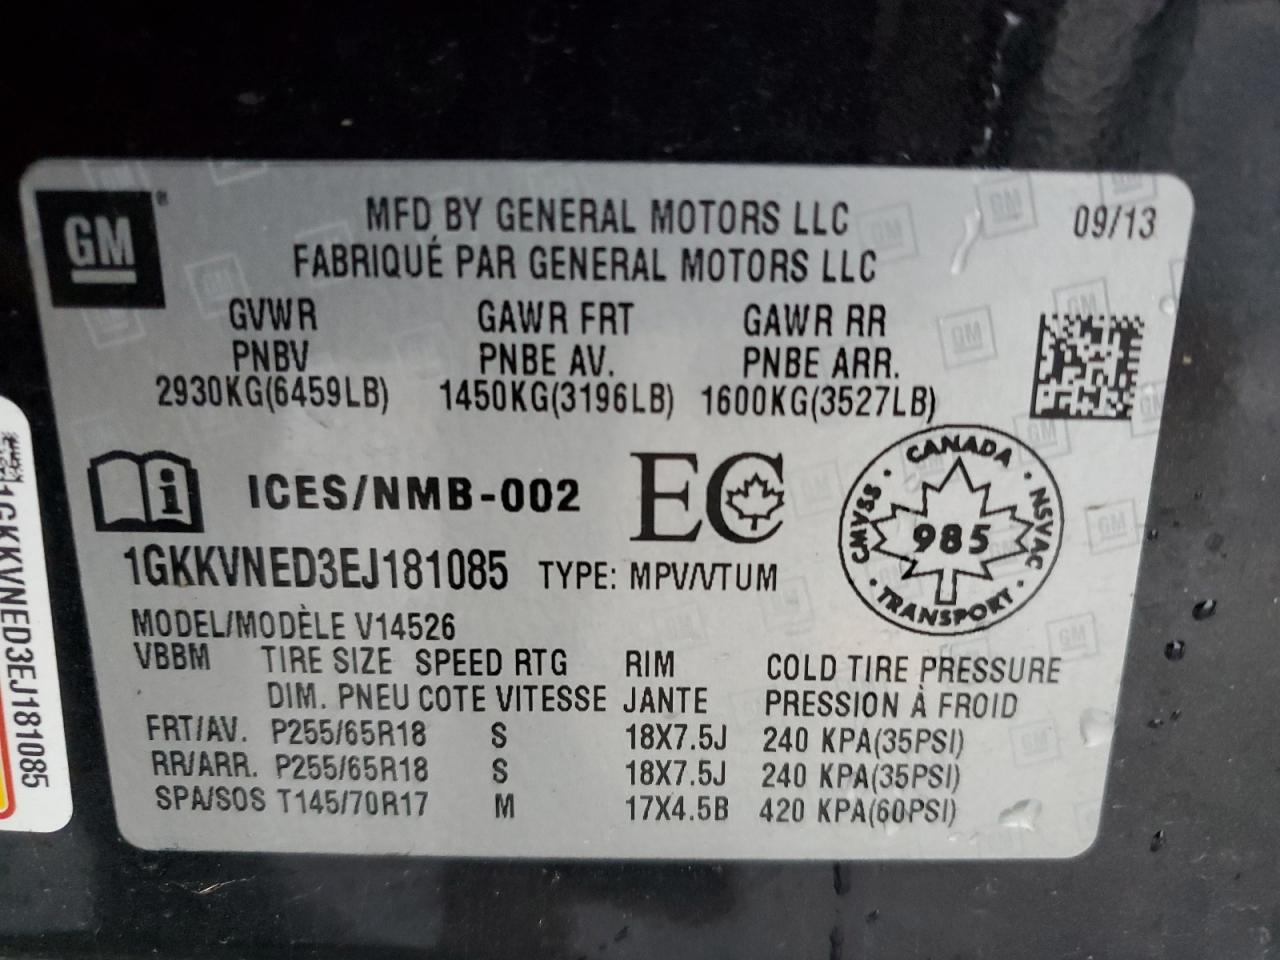 GM
MFD BY GENERAL MOTORS LLC
FABRIQUÉ PAR GENERAL MOTORS LLC
09/13
GVWR GAWR FRT GAWR RR
PNBV PNBE AV. PNBE ARR.
2930KG(6459LB) 1450KG(3196LB) 1600KG(3527LB)
ICES/NMB-002 EC
CANADA
CMVSS NSVAC
985
TRANSPORT
1GKKVNED3EJ181085 TYPE: MPV/VTUM
MODEL/MODÈLE V14526
VBBM TIRE SIZE SPEED RTG RIM COLD TIRE PRESSURE
DIM. PNEU COTE VITESSE JANTE PRESSION À FROID
FRT/AV. P255/65R18 S 18X7.5J 240 KPA(35PSI)
RR/ARR. P255/65R18 S 18X7.5J 240 KPA(35PSI)
SPA/SOS T145/70R17 M 17X4.5B 420 KPA(60PSI)
1GKKVNED3EJ181085